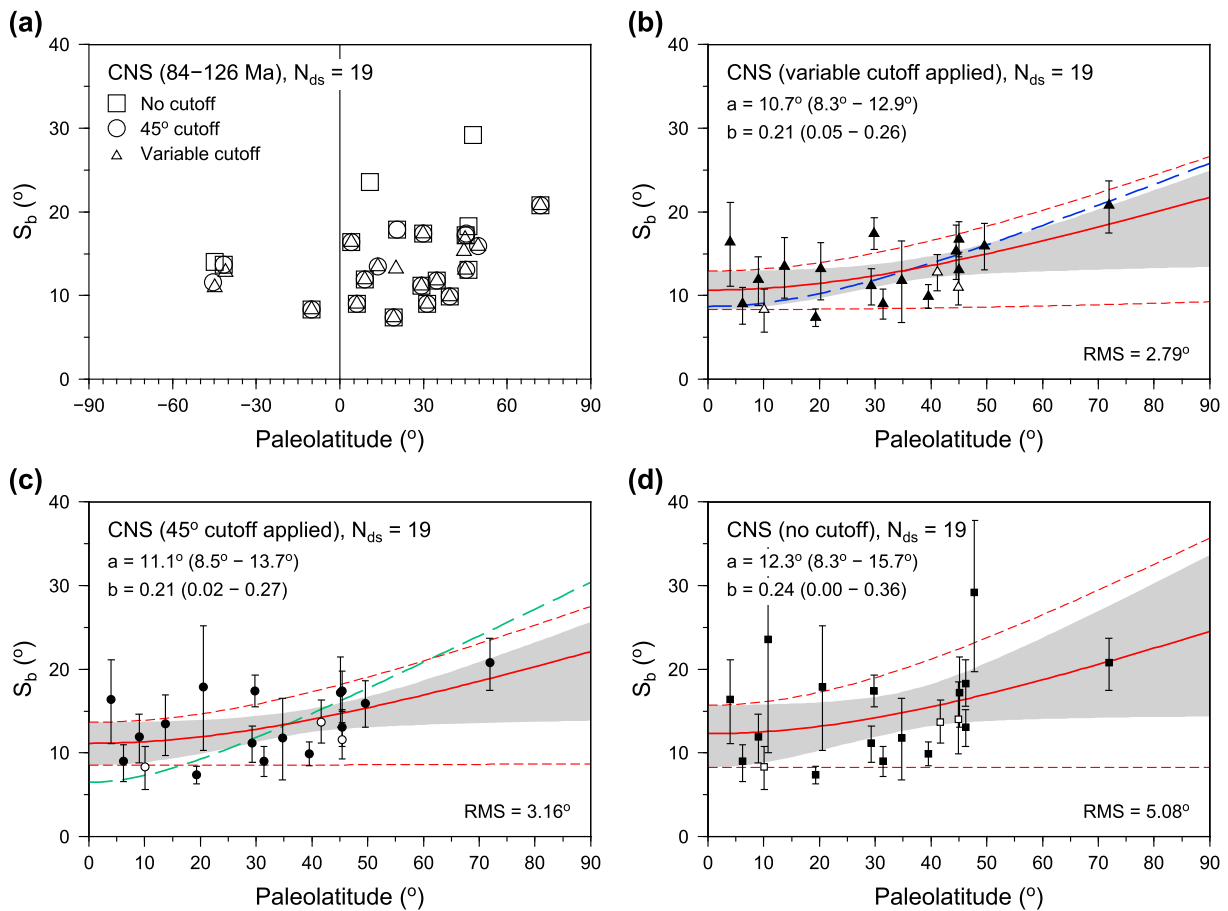 (a)
40
30
20
10
0
S_b (°)
CNS (84−126 Ma), N_ds = 19
No cutoff
45° cutoff
Variable cutoff
−90 −60 −30 0 30 60 90
Paleolatitude (°)
(b)
40
30
20
10
0
S_b (°)
CNS (variable cutoff applied), N_ds = 19
a = 10.7° (8.3° − 12.9°)
b = 0.21 (0.05 − 0.26)
RMS = 2.79°
0 10 20 30 40 50 60 70 80 90
Paleolatitude (°)
(c)
40
30
20
10
0
S_b (°)
CNS (45° cutoff applied), N_ds = 19
a = 11.1° (8.5° − 13.7°)
b = 0.21 (0.02 − 0.27)
RMS = 3.16°
0 10 20 30 40 50 60 70 80 90
Paleolatitude (°)
(d)
40
30
20
10
0
S_b (°)
CNS (no cutoff), N_ds = 19
a = 12.3° (8.3° − 15.7°)
b = 0.24 (0.00 − 0.36)
RMS = 5.08°
0 10 20 30 40 50 60 70 80 90
Paleolatitude (°)